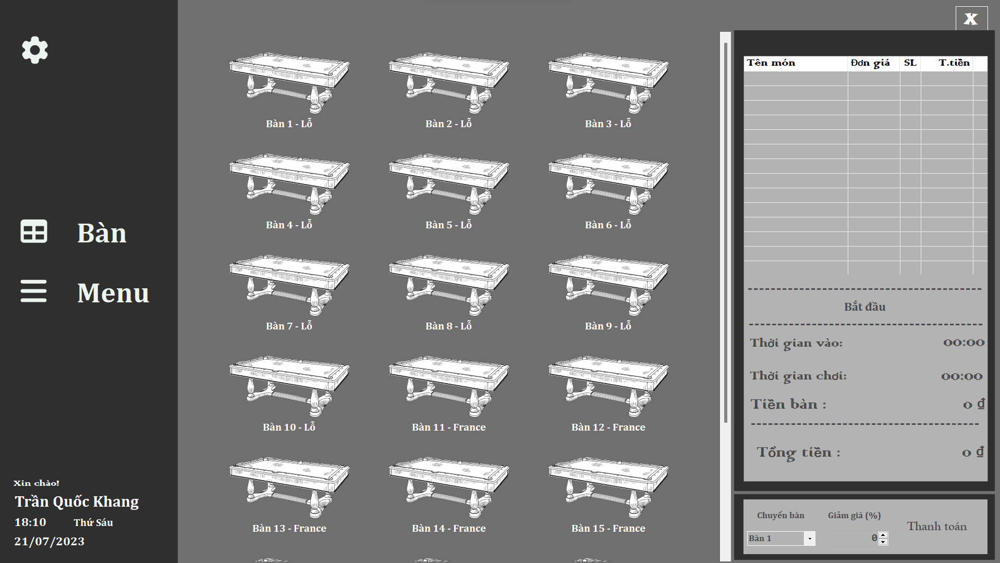 X
Bàn
Menu
Xin chào!
Trần Quốc Khang
18:10 Thứ Sáu
21/07/2023
Bàn 1 - Lỗ
Bàn 2 - Lỗ
Bàn 3 - Lỗ
Bàn 4 - Lỗ
Bàn 5 - Lỗ
Bàn 6 - Lỗ
Bàn 7 - Lỗ
Bàn 8 - Lỗ
Bàn 9 - Lỗ
Bàn 10 - Lỗ
Bàn 11 - France
Bàn 12 - France
Bàn 13 - France
Bàn 14 - France
Bàn 15 - France
Tên món Đơn giá SL T.tiền
Bắt đầu
Thời gian vào: 00:00
Thời gian chơi: 00:00
Tiền bàn : 0 ₫
Tổng tiền : 0 ₫
Chuyển bàn Giảm giá (%)
Thanh toán
Bàn 1 0